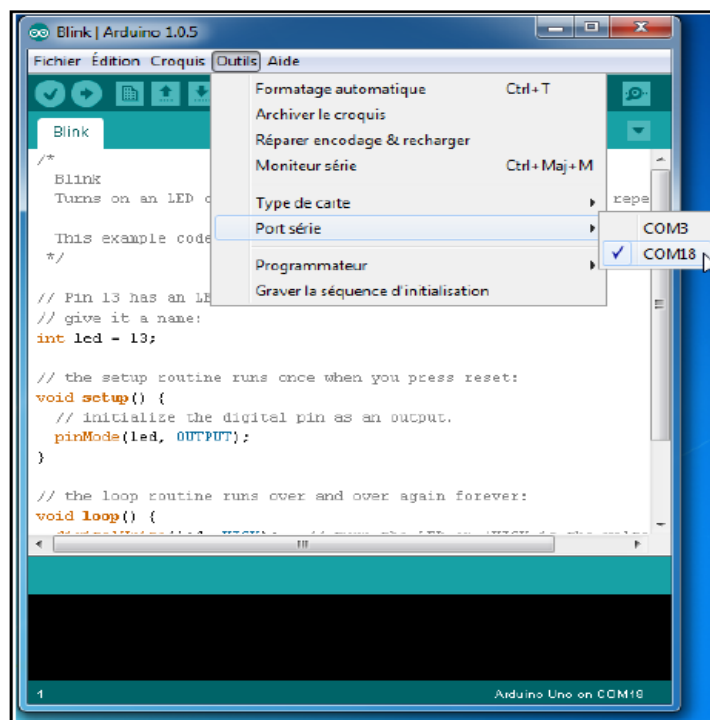 Blink | Arduino 1.0.5
Fichier Édition Croquis Outils Aide
Formatage automatique Ctrl+T
Archiver le croquis
Réparer encodage & recharger
Moniteur série Ctrl+Maj+M
Type de carte
Port série
COM3
COM18
Programmateur
Graver la séquence d'initialisation
Blink
/*
Blink
Turns on an LED repe
This example code
*/
// Pin 13 has an
// give it a name:
int led = 13;
// the setup routine runs once when you press reset:
void setup() {
// initialize the digital pin as an output.
pinMode(led, OUTPUT);
}
// the loop routine runs over and over again forever:
void loop() {
1
Arduino Uno on COM18